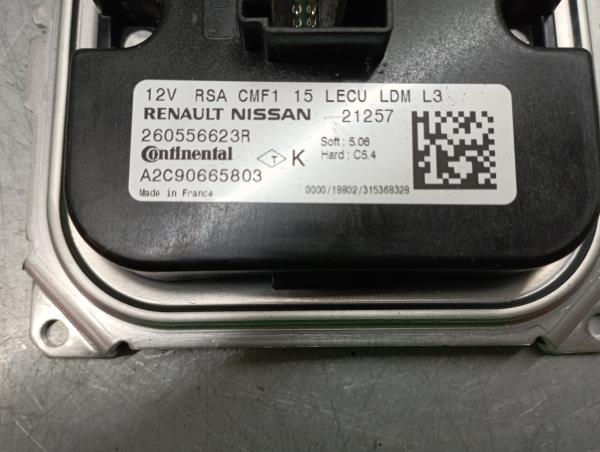 12V RSA CMF1 15 LECU LDM L3
RENAULT NISSAN 21257
260556623R Soft : 5.06
Continental T K Hard : C5.4
A2C90665803
Made in France 0000/18802/315368328